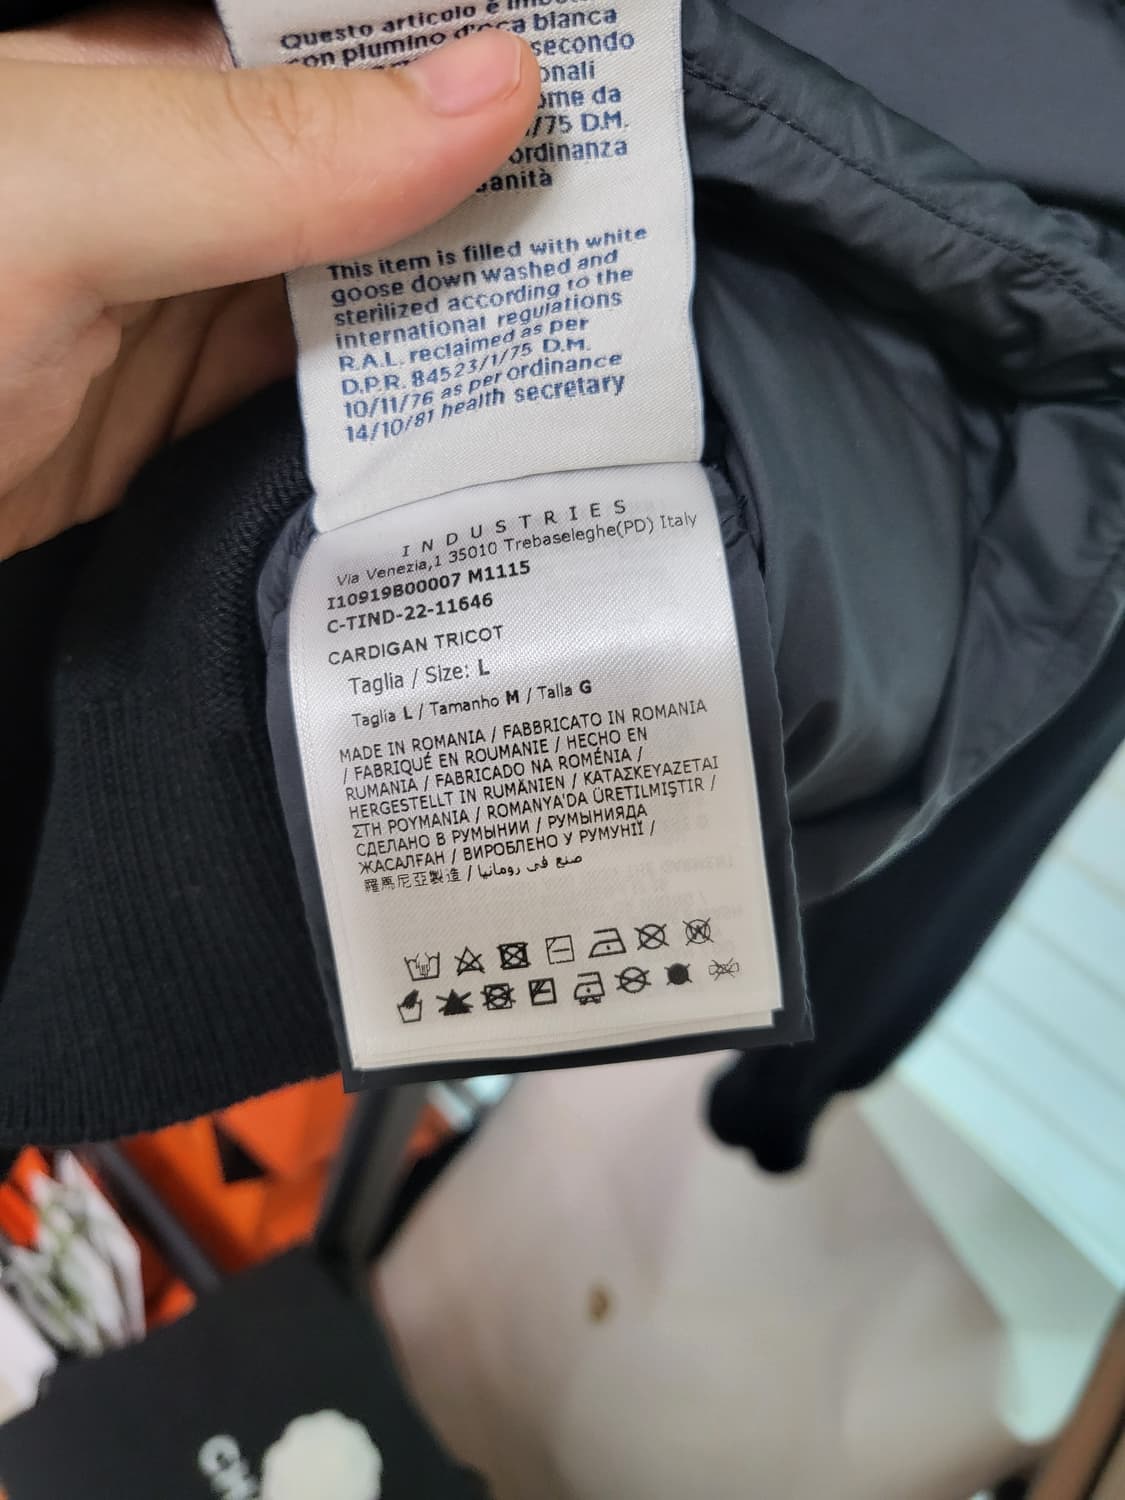 Questo articolo è
con piumino d'oca bianca
secondo
onali
ome da
/75 D.M.
ordinanza
sanità
This item is filled with white
goose down washed and
sterilized according to the
international regulations
R.A.L. reclaimed as per
D.P.R. 84523/1/75 D.M.
10/11/76 as per ordinance
14/10/81 health secretary
INDUSTRIES
Via Venezia,1 35010 Trebaseleghe(PD) Italy
I10919B00007 M1115
C-TIND-22-11646
CARDIGAN TRICOT
Taglia / Size: L
Taglia L / Tamanho M / Talla G
MADE IN ROMANIA / FABBRICATO IN ROMANIA
/ FABRIQUÉ EN ROUMANIE / HECHO EN
RUMANIA / FABRICADO NA ROMÉNIA /
HERGESTELLT IN RUMÄNIEN / ΚΑΤΑΣΚΕΥΑΖΕΤΑΙ
ΣΤΗ ΡΟΥΜΑΝΙΑ / ROMANYA'DA ÜRETILMIŞTIR /
СДЕЛАНО В РУМЫНИИ / РУМЫНИЯДА
ЖАСАЛҒАН / ВИРОБЛЕНО У РУМУНІЇ /
羅馬尼亞製造 / صنع في رومانيا